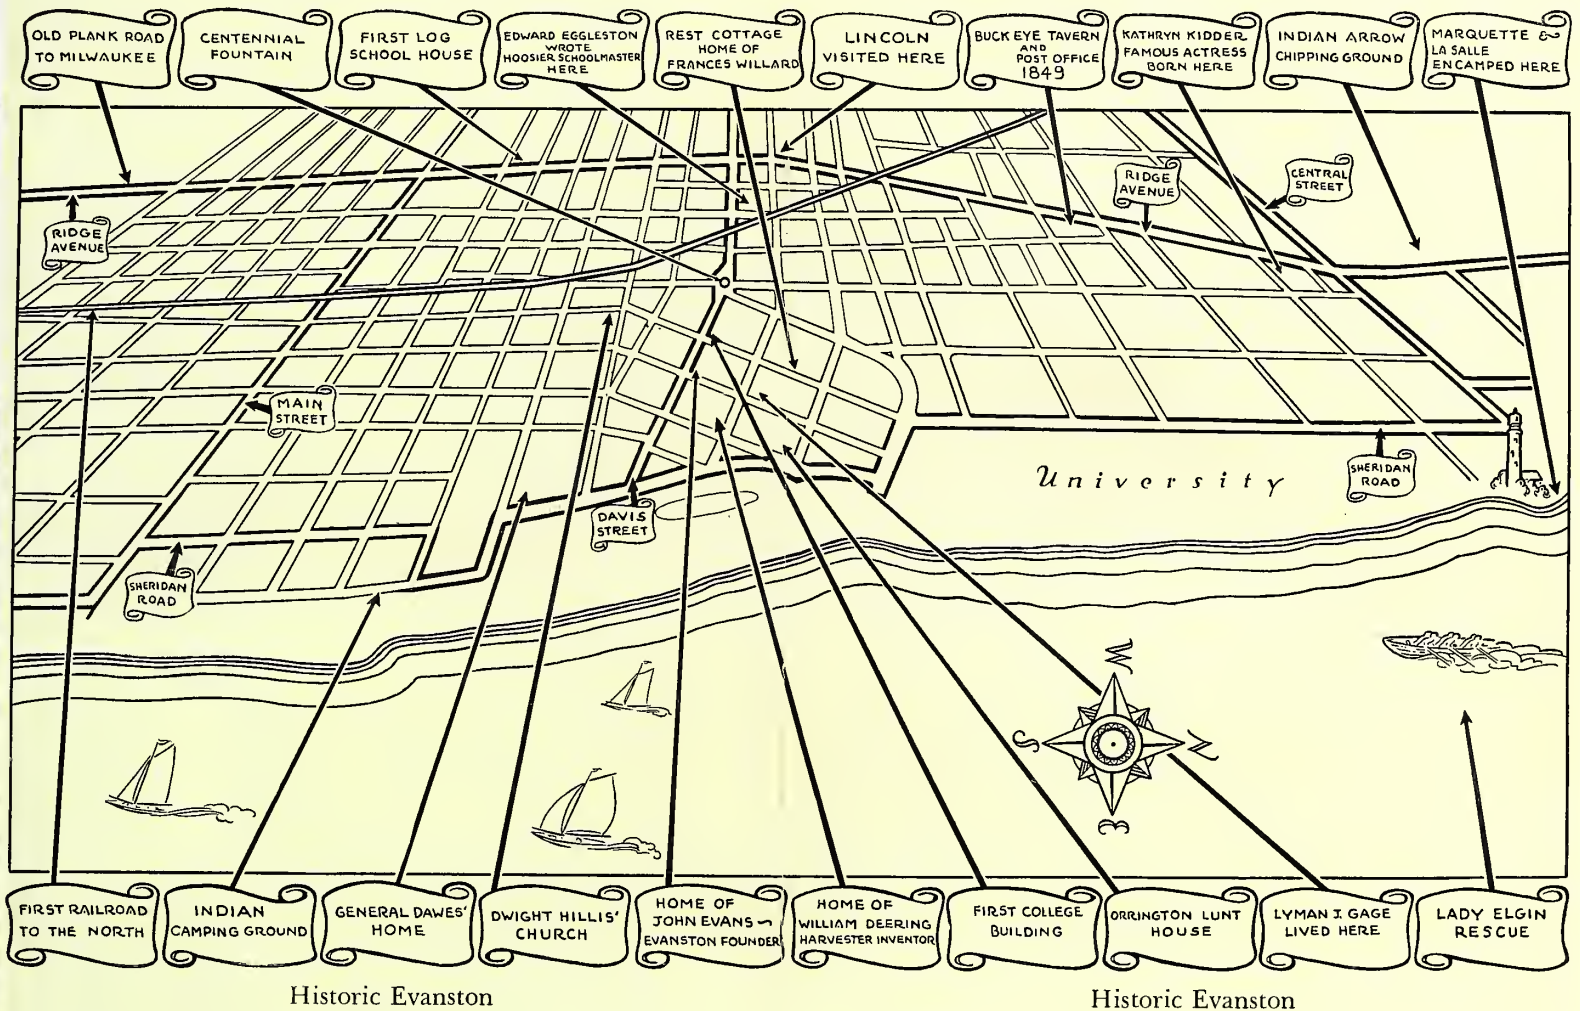 OLD PLANK ROAD
TO MILWAUKEE
CENTENNIAL
FOUNTAIN
FIRST LOG
SCHOOL HOUSE
EDWARD EGGLESTON
WROTE
HOOSIER SCHOOLMASTER
HERE
REST COTTAGE
HOME OF
FRANCES WILLARD
LINCOLN
VISITED HERE
BUCK EYE TAVERN
AND
POST OFFICE
1849
KATHRYN KIDDER
FAMOUS ACTRESS
BORN HERE
INDIAN ARROW
CHIPPING GROUND
MARQUETTE &
LA SALLE
ENCAMPED HERE
RIDGE
AVENUE
CENTRAL
STREET
RIDGE
AVENUE
MAIN
STREET
University
SHERIDAN
ROAD
DAVIS
STREET
SHERIDAN
ROAD
W
S
N
E
FIRST RAILROAD
TO THE NORTH
INDIAN
CAMPING GROUND
GENERAL DAWES'
HOME
DWIGHT HILLIS'
CHURCH
HOME OF
JOHN EVANS ~
EVANSTON FOUNDER
HOME OF
WILLIAM DEERING
HARVESTER INVENTOR
FIRST COLLEGE
BUILDING
ORRINGTON LUNT
HOUSE
LYMAN J. GAGE
LIVED HERE
LADY ELGIN
RESCUE
Historic Evanston
Historic Evanston